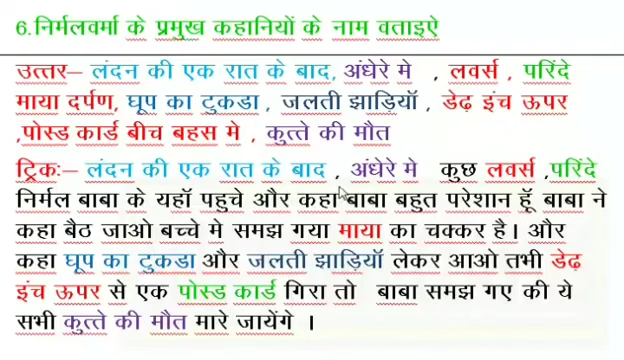 6.निर्मलवर्मा के प्रमुख कहानियों के नाम वताइऐ
उत्तर– लंदन की एक रात के बाद, अंधेरे मे , लवर्स , परिंदे
माया दर्पण, घूप का टुकडा , जलती झाड़ियॉ , डेढ़ इंच ऊपर
,पोस्ड कार्ड बीच बहस मे , कुत्ते की मौत
ट्रिकः– लंदन की एक रात के बाद , अंधेरे मे कुछ लवर्स ,परिंदे
निर्मल बाबा के यहॉ पहुचे और कहा बाबा बहुत परेशान हूॅ बाबा ने
कहा बैठ जाओ बच्चे मे समझ गया माया का चक्कर है। और
कहा घूप का टुकडा और जलती झाड़ियॉ लेकर आओ तभी डेढ़
इंच ऊपर से एक पोस्ड कार्ड गिरा तो बाबा समझ गए की ये
सभी कुत्ते की मौत मारे जायेंगे ।